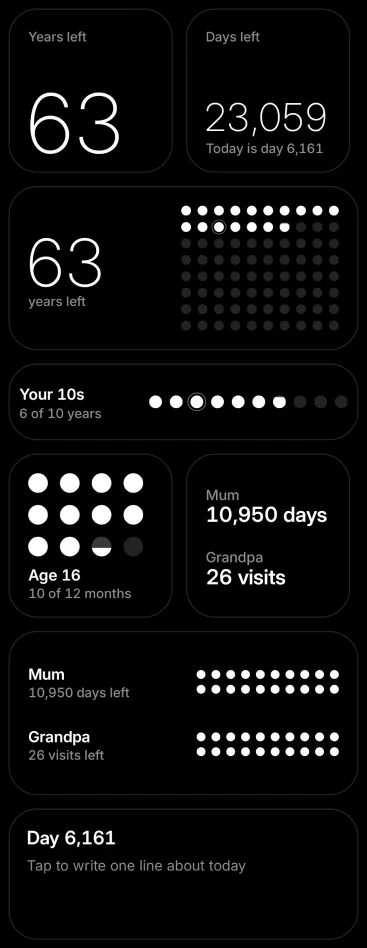 Years left
63
Days left
23,059
Today is day 6,161
63
years left
Your 10s
6 of 10 years
Age 16
10 of 12 months
Mum
10,950 days
Grandpa
26 visits
Mum
10,950 days left
Grandpa
26 visits left
Day 6,161
Tap to write one line about today